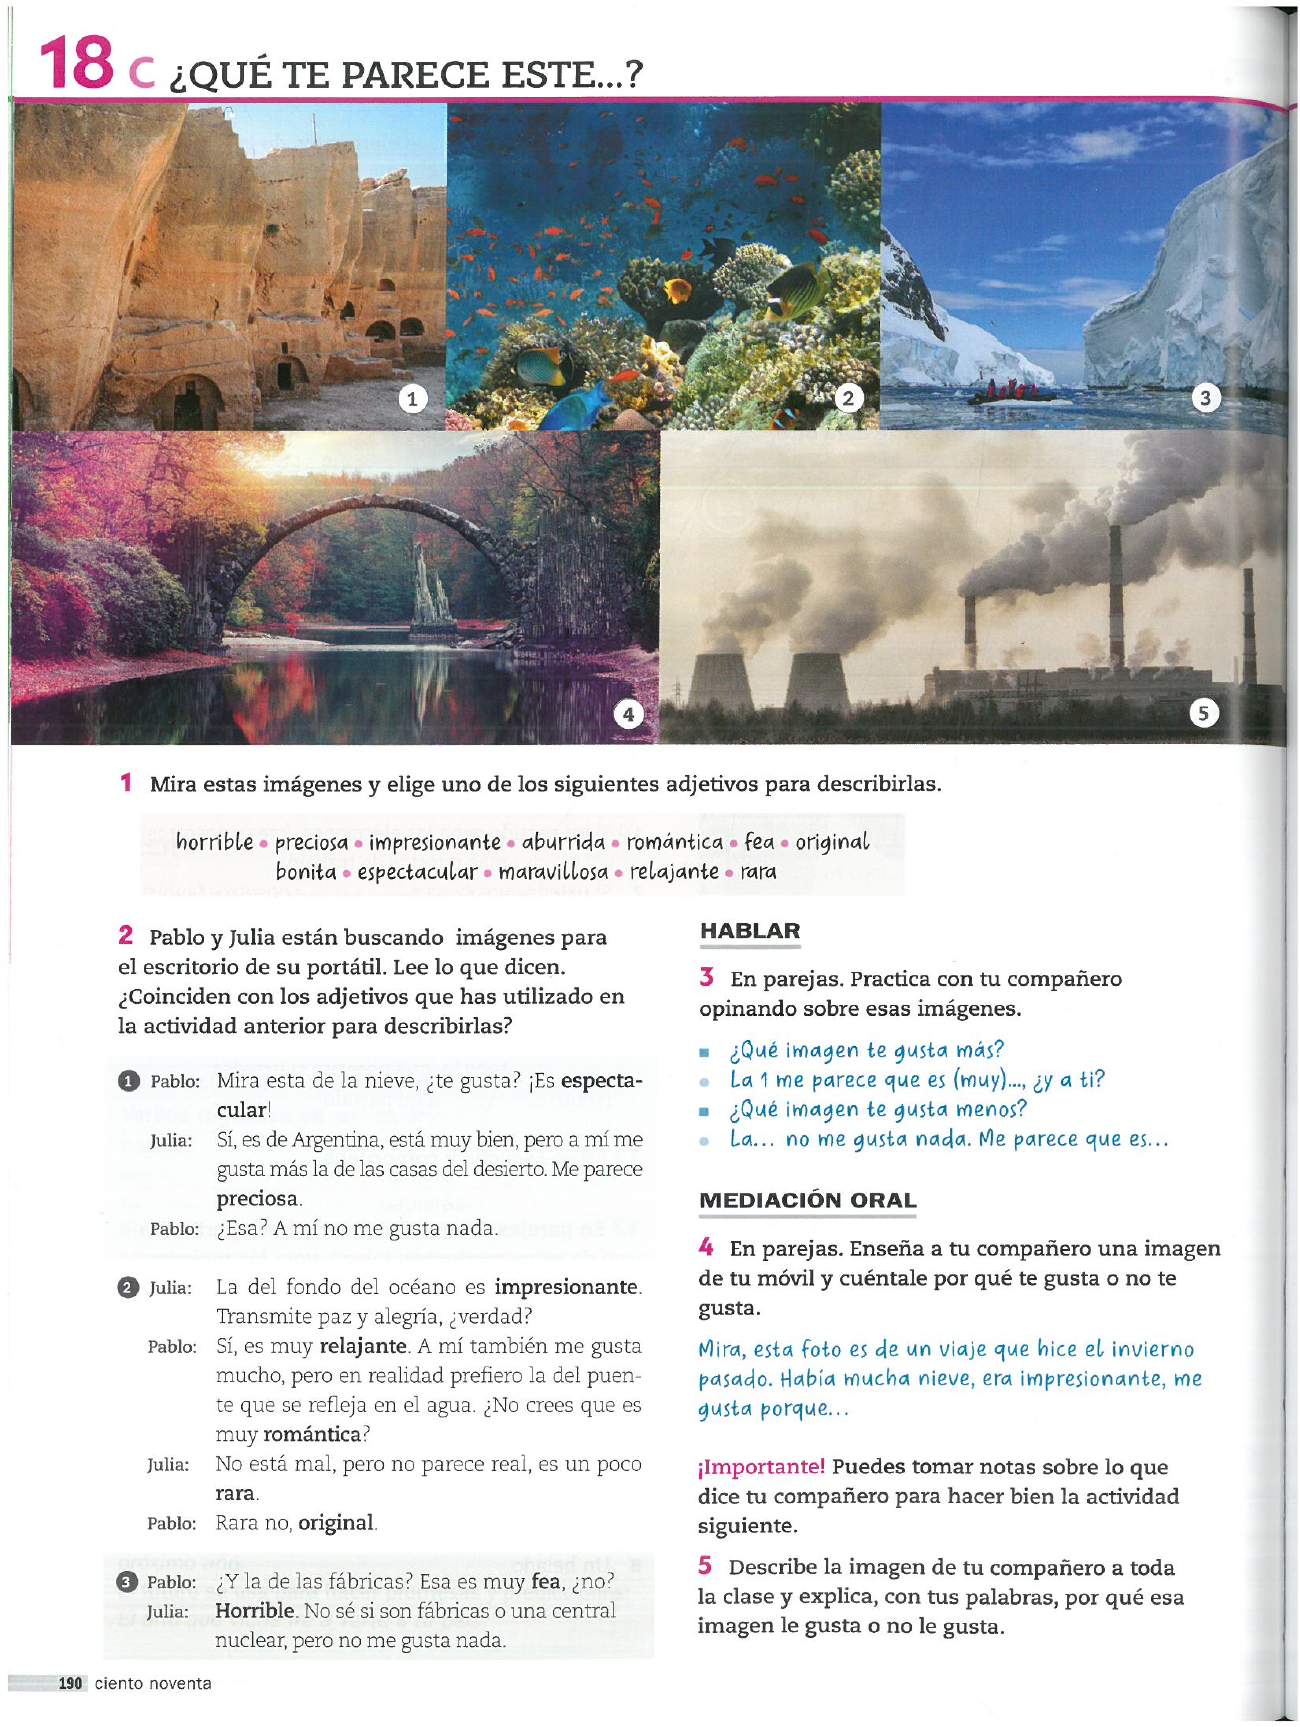 18 C ¿QUÉ TE PARECE ESTE...?
1
2
3
4
5
1 Mira estas imágenes y elige uno de los siguientes adjetivos para describirlas.
horrible • preciosa • impresionante • aburrida • romántica • fea • original
bonita • espectacular • maravillosa • relajante • rara
2 Pablo y Julia están buscando imágenes para
el escritorio de su portátil. Lee lo que dicen.
¿Coinciden con los adjetivos que has utilizado en
la actividad anterior para describirlas?
1 Pablo: Mira esta de la nieve, ¿te gusta? ¡Es especta-
cular!
Julia: Sí, es de Argentina, está muy bien, pero a mí me
gusta más la de las casas del desierto. Me parece
preciosa.
Pablo: ¿Esa? A mí no me gusta nada.
2 Julia: La del fondo del océano es impresionante.
Transmite paz y alegría, ¿verdad?
Pablo: Sí, es muy relajante. A mí también me gusta
mucho, pero en realidad prefiero la del puen-
te que se refleja en el agua. ¿No crees que es
muy romántica?
Julia: No está mal, pero no parece real, es un poco
rara.
Pablo: Rara no, original.
3 Pablo: ¿Y la de las fábricas? Esa es muy fea, ¿no?
Julia: Horrible. No sé si son fábricas o una central
nuclear, pero no me gusta nada.
HABLAR
3 En parejas. Practica con tu compañero
opinando sobre esas imágenes.
■ ¿Qué imagen te gusta más?
● La 1 me parece que es (muy)..., ¿y a ti?
■ ¿Qué imagen te gusta menos?
● La... no me gusta nada. Me parece que es...
MEDIACIÓN ORAL
4 En parejas. Enseña a tu compañero una imagen
de tu móvil y cuéntale por qué te gusta o no te
gusta.
Mira, esta foto es de un viaje que hice el invierno
pasado. Había mucha nieve, era impresionante, me
gusta porque...
¡Importante! Puedes tomar notas sobre lo que
dice tu compañero para hacer bien la actividad
siguiente.
5 Describe la imagen de tu compañero a toda
la clase y explica, con tus palabras, por qué esa
imagen le gusta o no le gusta.
190 ciento noventa